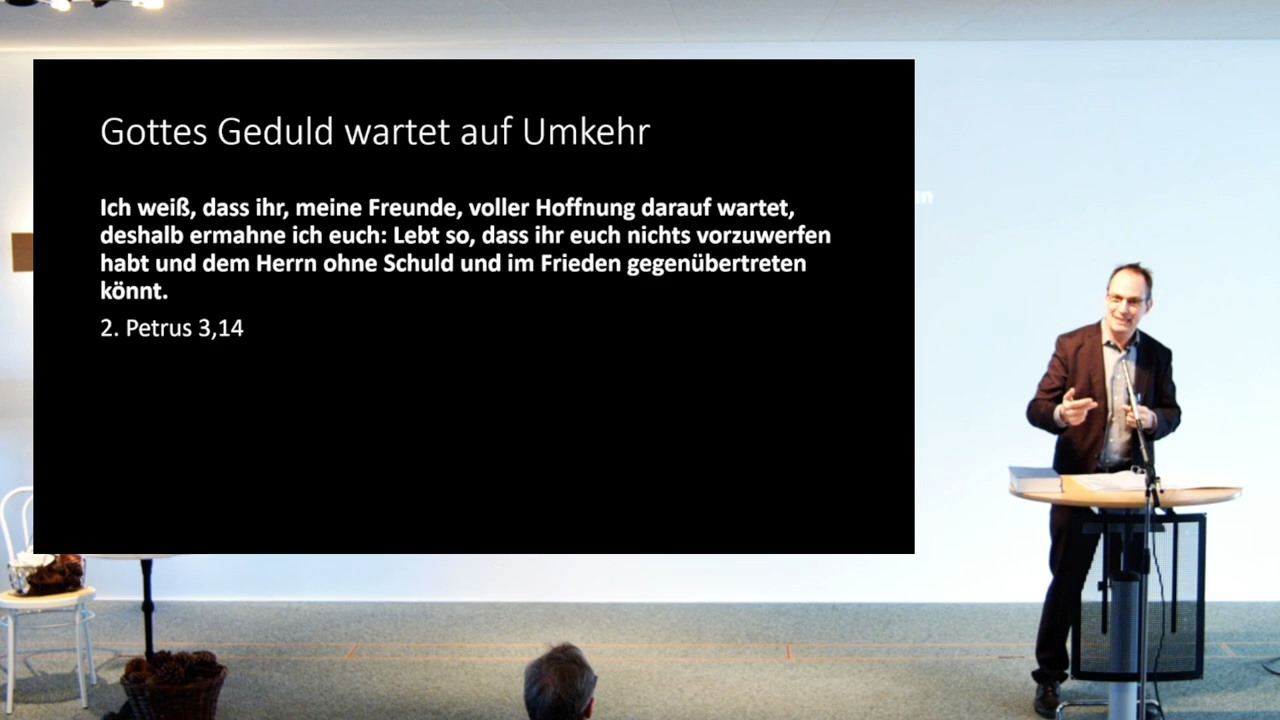 Gottes Geduld wartet auf Umkehr
Ich weiß, dass ihr, meine Freunde, voller Hoffnung darauf wartet,
deshalb ermahne ich euch: Lebt so, dass ihr euch nichts vorzuwerfen
habt und dem Herrn ohne Schuld und im Frieden gegenübertreten
könnt.
2. Petrus 3,14